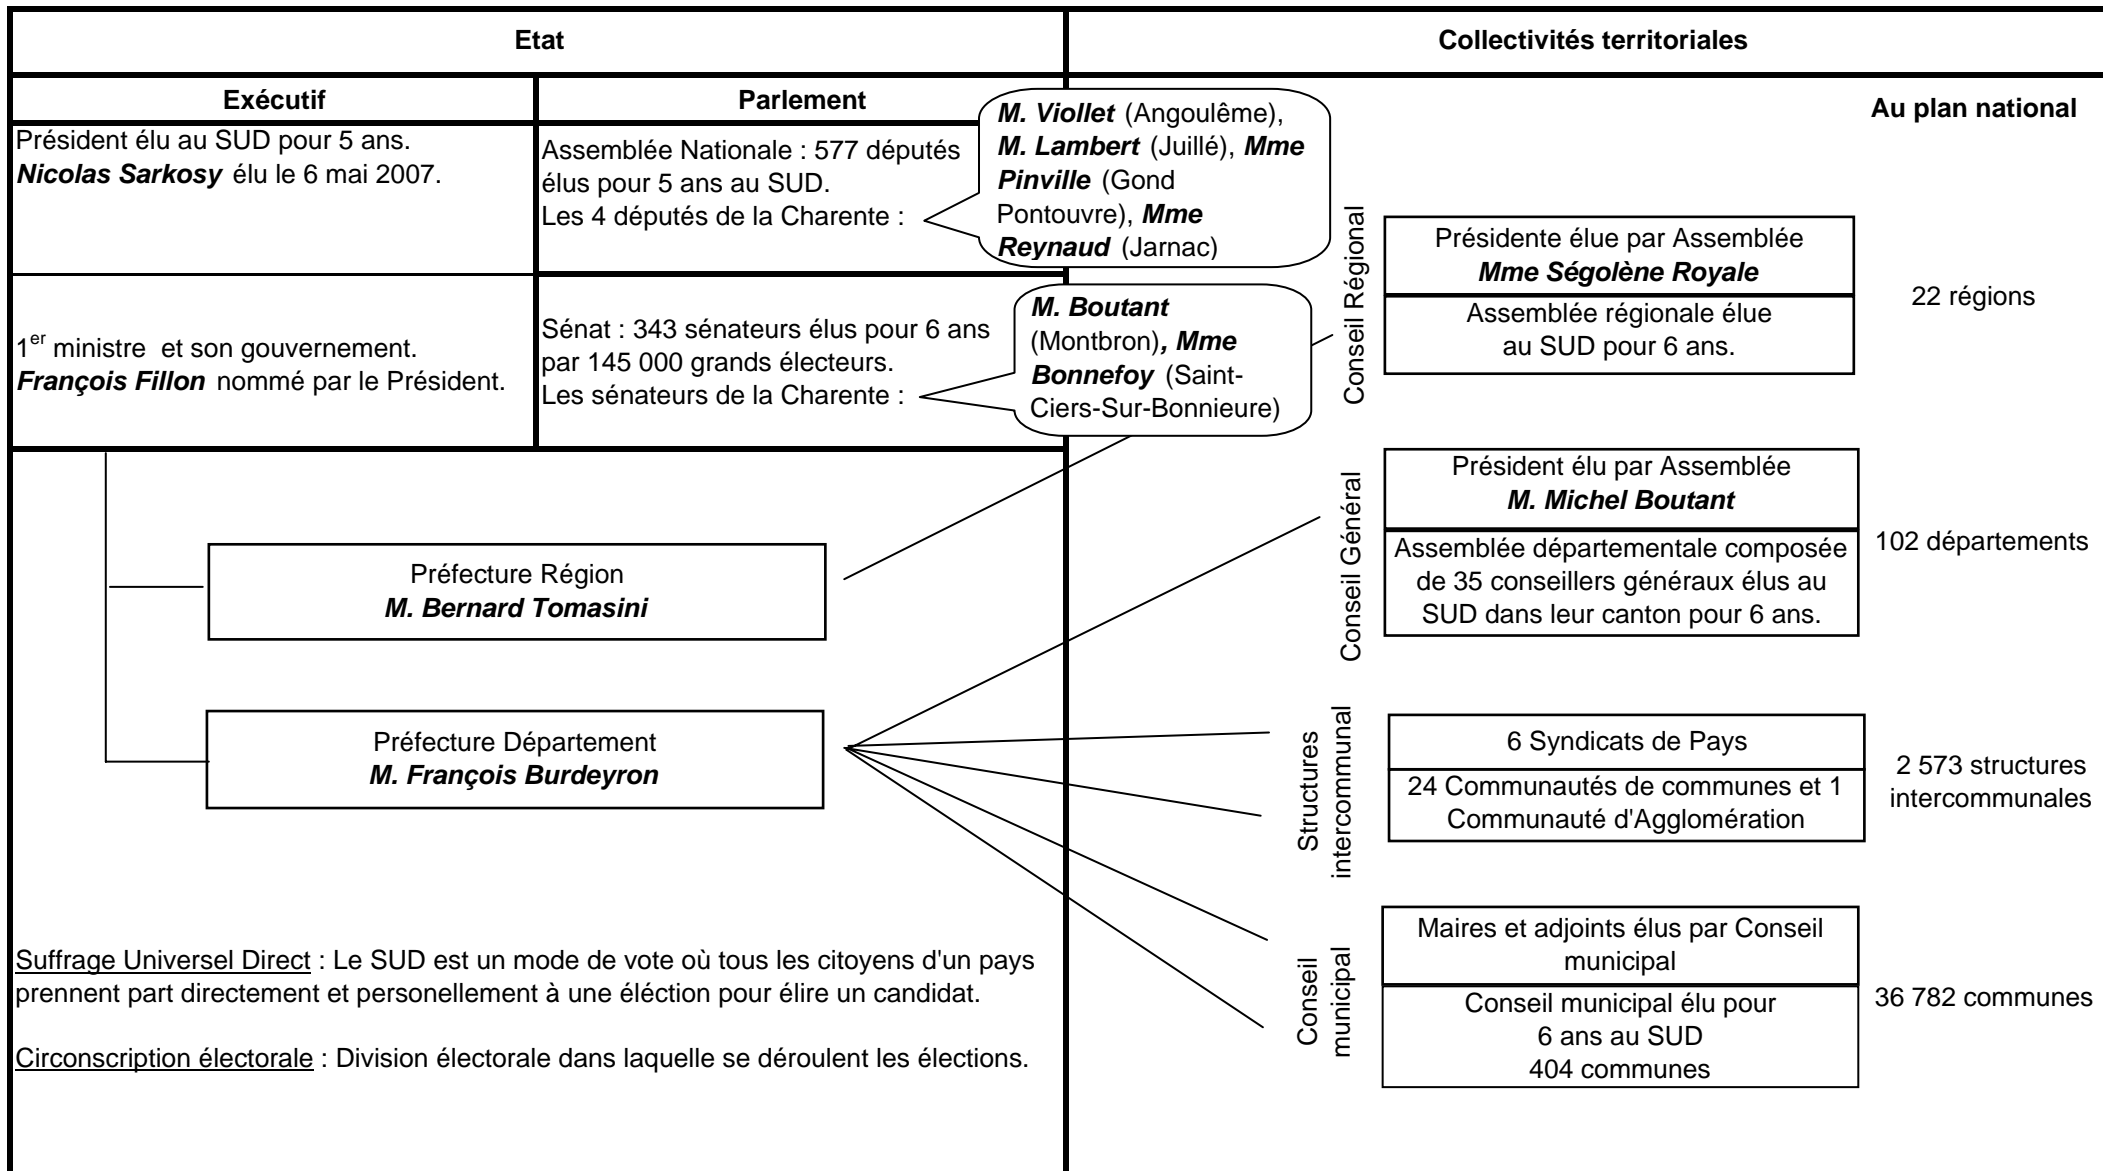 Etat
Collectivités territoriales
Exécutif
Parlement
Au plan national
Président élu au SUD pour 5 ans.
Nicolas Sarkosy élu le 6 mai 2007.
Assemblée Nationale : 577 députés
élus pour 5 ans au SUD.
Les 4 députés de la Charente :
M. Viollet (Angoulême),
M. Lambert (Juillé), Mme
Pinville (Gond
Pontouvre), Mme
Reynaud (Jarnac)
1er ministre et son gouvernement.
François Fillon nommé par le Président.
Sénat : 343 sénateurs élus pour 6 ans
par 145 000 grands électeurs.
Les sénateurs de la Charente :
M. Boutant
(Montbron), Mme
Bonnefoy (Saint-
Ciers-Sur-Bonnieure)
Conseil Régional
Présidente élue par Assemblée
Mme Ségolène Royale
Assemblée régionale élue
au SUD pour 6 ans.
22 régions
Conseil Général
Président élu par Assemblée
M. Michel Boutant
Assemblée départementale composée
de 35 conseillers généraux élus au
SUD dans leur canton pour 6 ans.
102 départements
Préfecture Région
M. Bernard Tomasini
Préfecture Département
M. François Burdeyron
Structures
intercommunal
6 Syndicats de Pays
24 Communautés de communes et 1
Communauté d'Agglomération
2 573 structures
intercommunales
Conseil
municipal
Maires et adjoints élus par Conseil
municipal
Conseil municipal élu pour
6 ans au SUD
404 communes
36 782 communes
Suffrage Universel Direct : Le SUD est un mode de vote où tous les citoyens d'un pays
prennent part directement et personellement à une éléction pour élire un candidat.
Circonscription électorale : Division électorale dans laquelle se déroulent les élections.